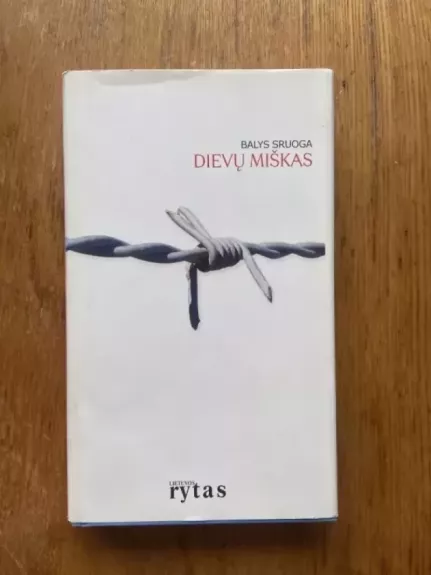 BALYS SRUOGA
DIEVŲ MIŠKAS
LIETUVOS
rytas